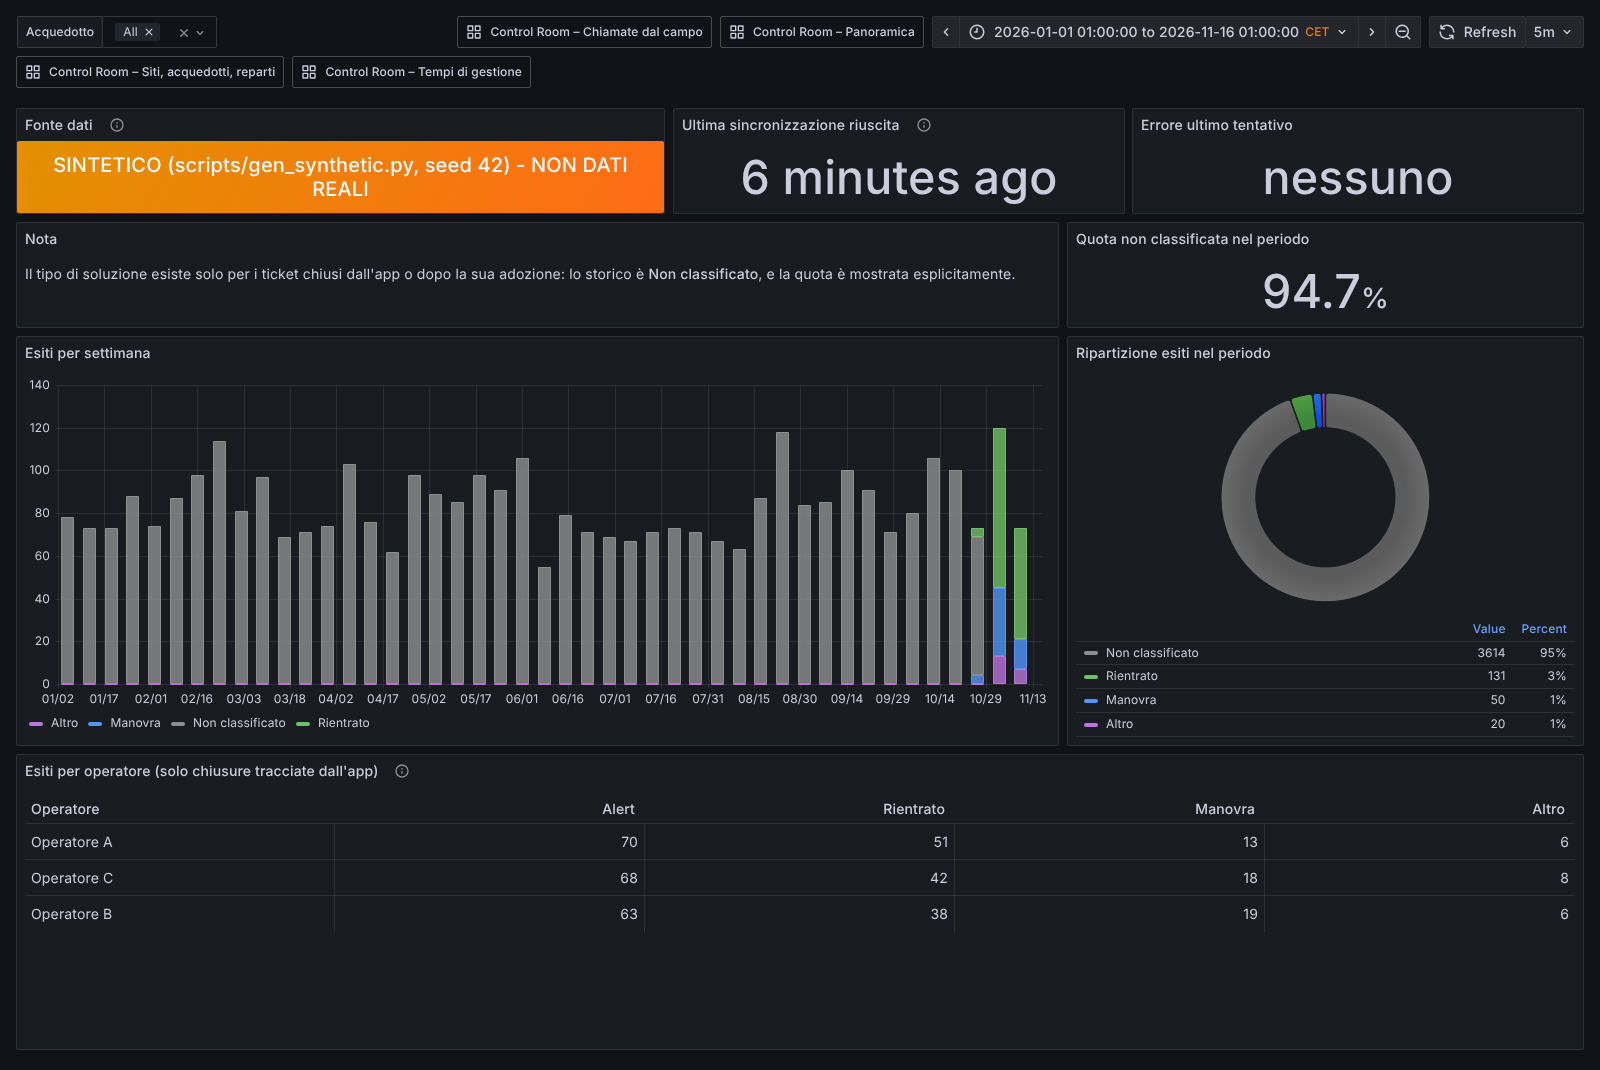 Acquedotto All
Control Room – Chiamate dal campo
Control Room – Panoramica
2026-01-01 01:00:00 to 2026-11-16 01:00:00 CET
Refresh 5m
Control Room – Siti, acquedotti, reparti
Control Room – Tempi di gestione
Fonte dati
SINTETICO (scripts/gen_synthetic.py, seed 42) - NON DATI
REALI
Ultima sincronizzazione riuscita
6 minutes ago
Errore ultimo tentativo
nessuno
Nota
Il tipo di soluzione esiste solo per i ticket chiusi dall'app o dopo la sua adozione: lo storico è Non classificato, e la quota è mostrata esplicitamente.
Quota non classificata nel periodo
94.7%
Esiti per settimana
140
120
100
80
60
40
20
0
01/02 01/17 02/01 02/16 03/03 03/18 04/02 04/17 05/02 05/17 06/01 06/16 07/01 07/16 07/31 08/15 08/30 09/14 09/29 10/14 10/29 11/13
Altro Manovra Non classificato Rientrato
Ripartizione esiti nel periodo
Value Percent
Non classificato 3614 95%
Rientrato 131 3%
Manovra 50 1%
Altro 20 1%
Esiti per operatore (solo chiusure tracciate dall'app)
Operatore Alert Rientrato Manovra Altro
Operatore A 70 51 13 6
Operatore C 68 42 18 8
Operatore B 63 38 19 6